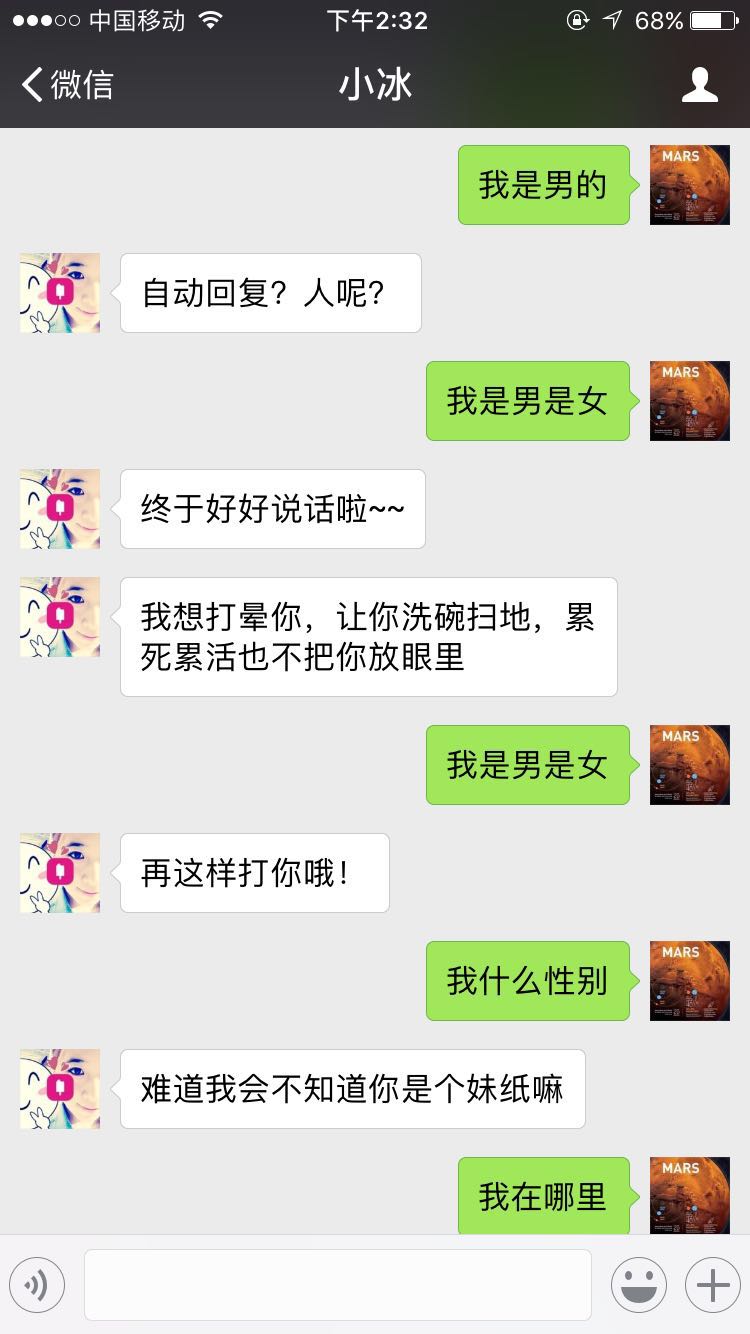 中国移动
下午2:32
68%
微信
小冰
MARS
我是男的
自动回复？人呢？
MARS
我是男是女
终于好好说话啦~~
我想打晕你，让你洗碗扫地，累
死累活也不把你放眼里
MARS
我是男是女
再这样打你哦！
MARS
我什么性别
难道我会不知道你是个妹纸嘛
MARS
我在哪里